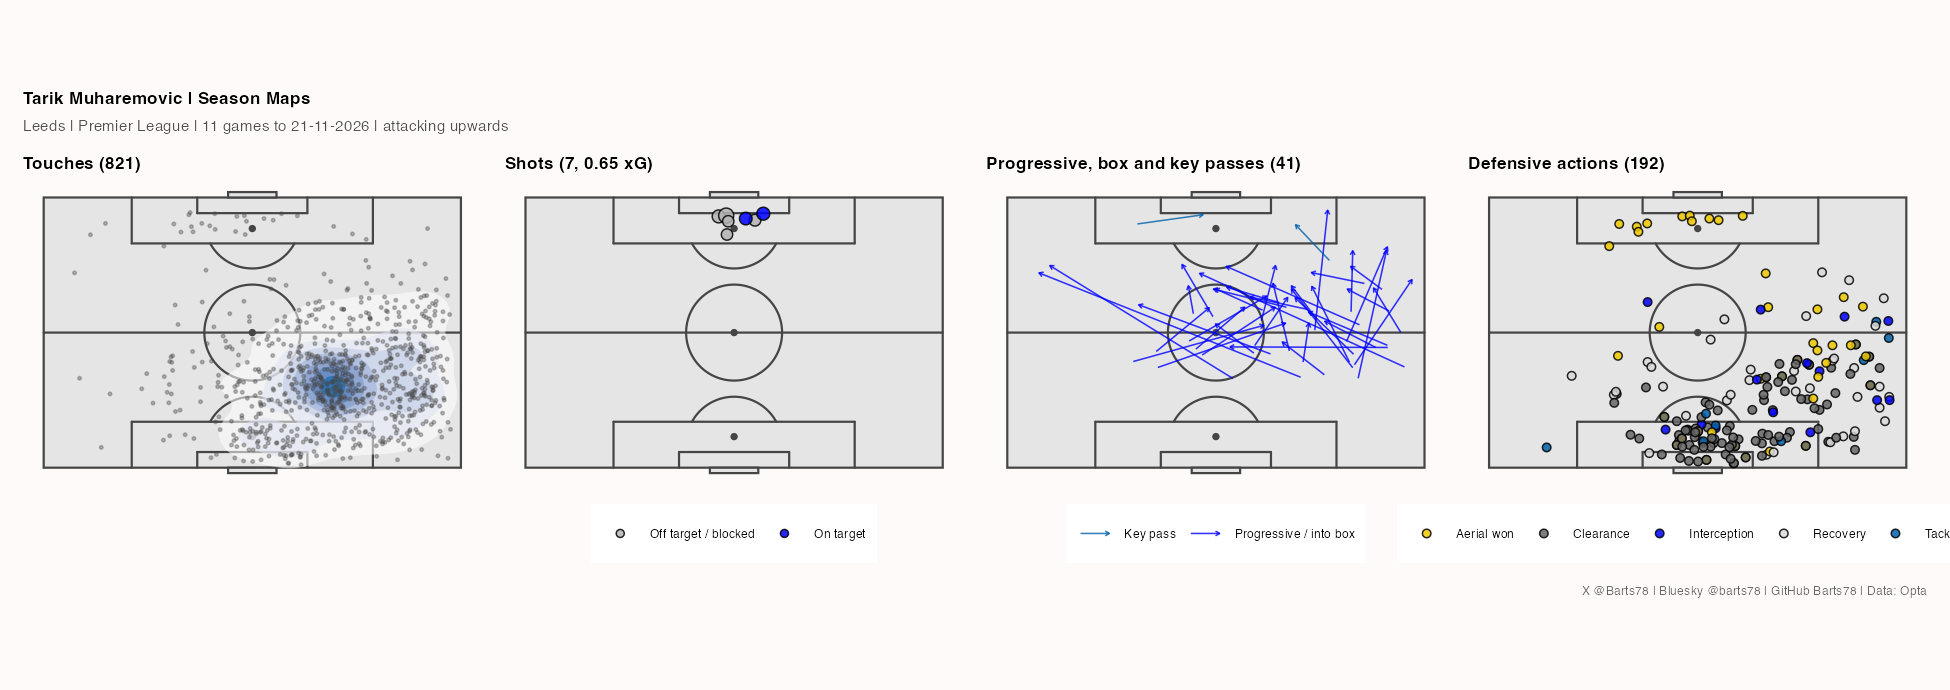 Tarik Muharemovic | Season Maps
Leeds | Premier League | 11 games to 21-11-2026 | attacking upwards
Touches (821)
Shots (7, 0.65 xG)
Progressive, box and key passes (41)
Defensive actions (192)
Off target / blocked
On target
Key pass
Progressive / into box
Aerial won
Clearance
Interception
Recovery
Tack
X @Barts78 | Bluesky @barts78 | GitHub Barts78 | Data: Opta